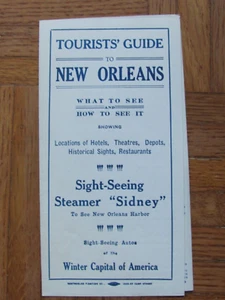 TOURISTS' GUIDE
TO
NEW ORLEANS
WHAT TO SEE
AND
HOW TO SEE IT
SHOWING
Locations of Hotels, Theatres, Depots,
Historical Sights, Restaurants
Sight-Seeing
Steamer "Sidney"
To See New Orleans Harbor
Sight Seeing Autos
of the
Winter Capital of America